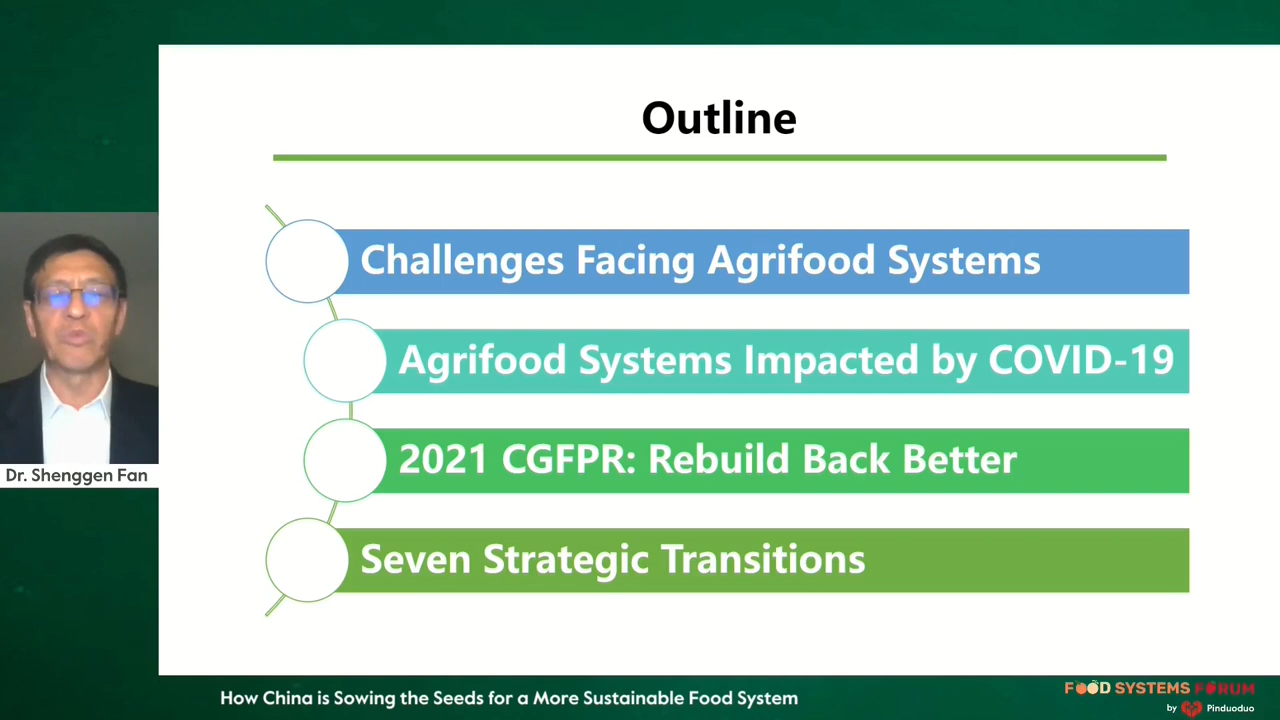 Outline
Challenges Facing Agrifood Systems
Agrifood Systems Impacted by COVID-19
2021 CGFPR: Rebuild Back Better
Seven Strategic Transitions
Dr. Shenggen Fan
How China is Sowing the Seeds for a More Sustainable Food System
FOOD SYSTEMS FORUM
by Pinduoduo